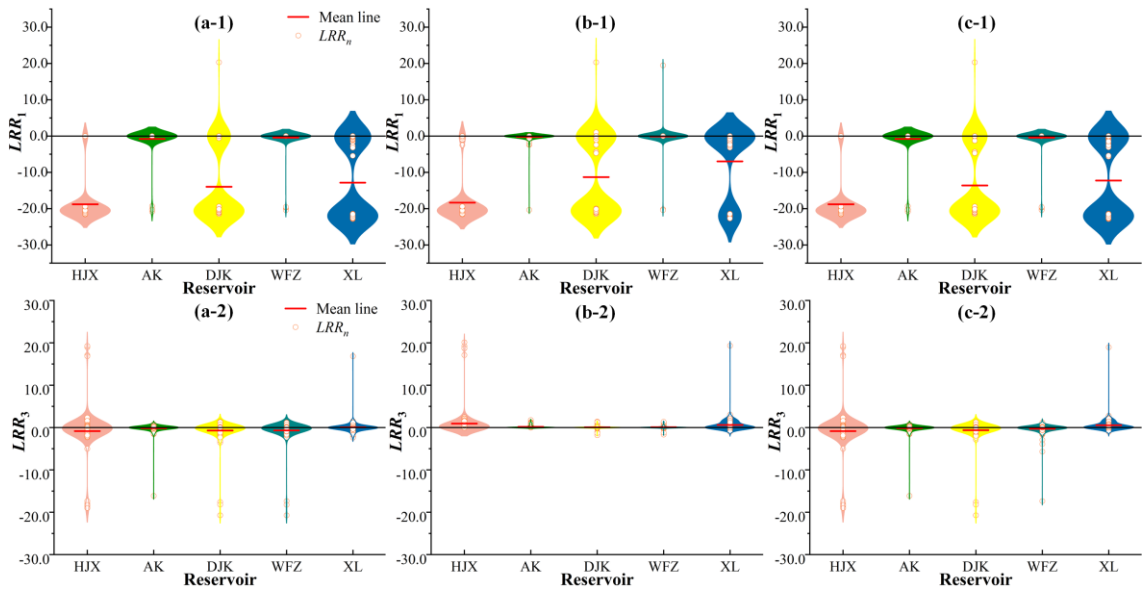 (a-1)
Mean line
LRRn
30.0
20.0
10.0
0.0
-10.0
-20.0
-30.0
LRR1
HJX AK DJK WFZ XL
Reservoir
(b-1)
Mean line
LRRn
30.0
20.0
10.0
0.0
-10.0
-20.0
-30.0
LRR1
HJX AK DJK WFZ XL
Reservoir
(c-1)
30.0
20.0
10.0
0.0
-10.0
-20.0
-30.0
LRR1
HJX AK DJK WFZ XL
Reservoir
(a-2)
Mean line
LRRn
30.0
20.0
10.0
0.0
-10.0
-20.0
-30.0
LRR3
HJX AK DJK WFZ XL
Reservoir
(b-2)
30.0
20.0
10.0
0.0
-10.0
-20.0
-30.0
LRR3
HJX AK DJK WFZ XL
Reservoir
(c-2)
30.0
20.0
10.0
0.0
-10.0
-20.0
-30.0
LRR3
HJX AK DJK WFZ XL
Reservoir